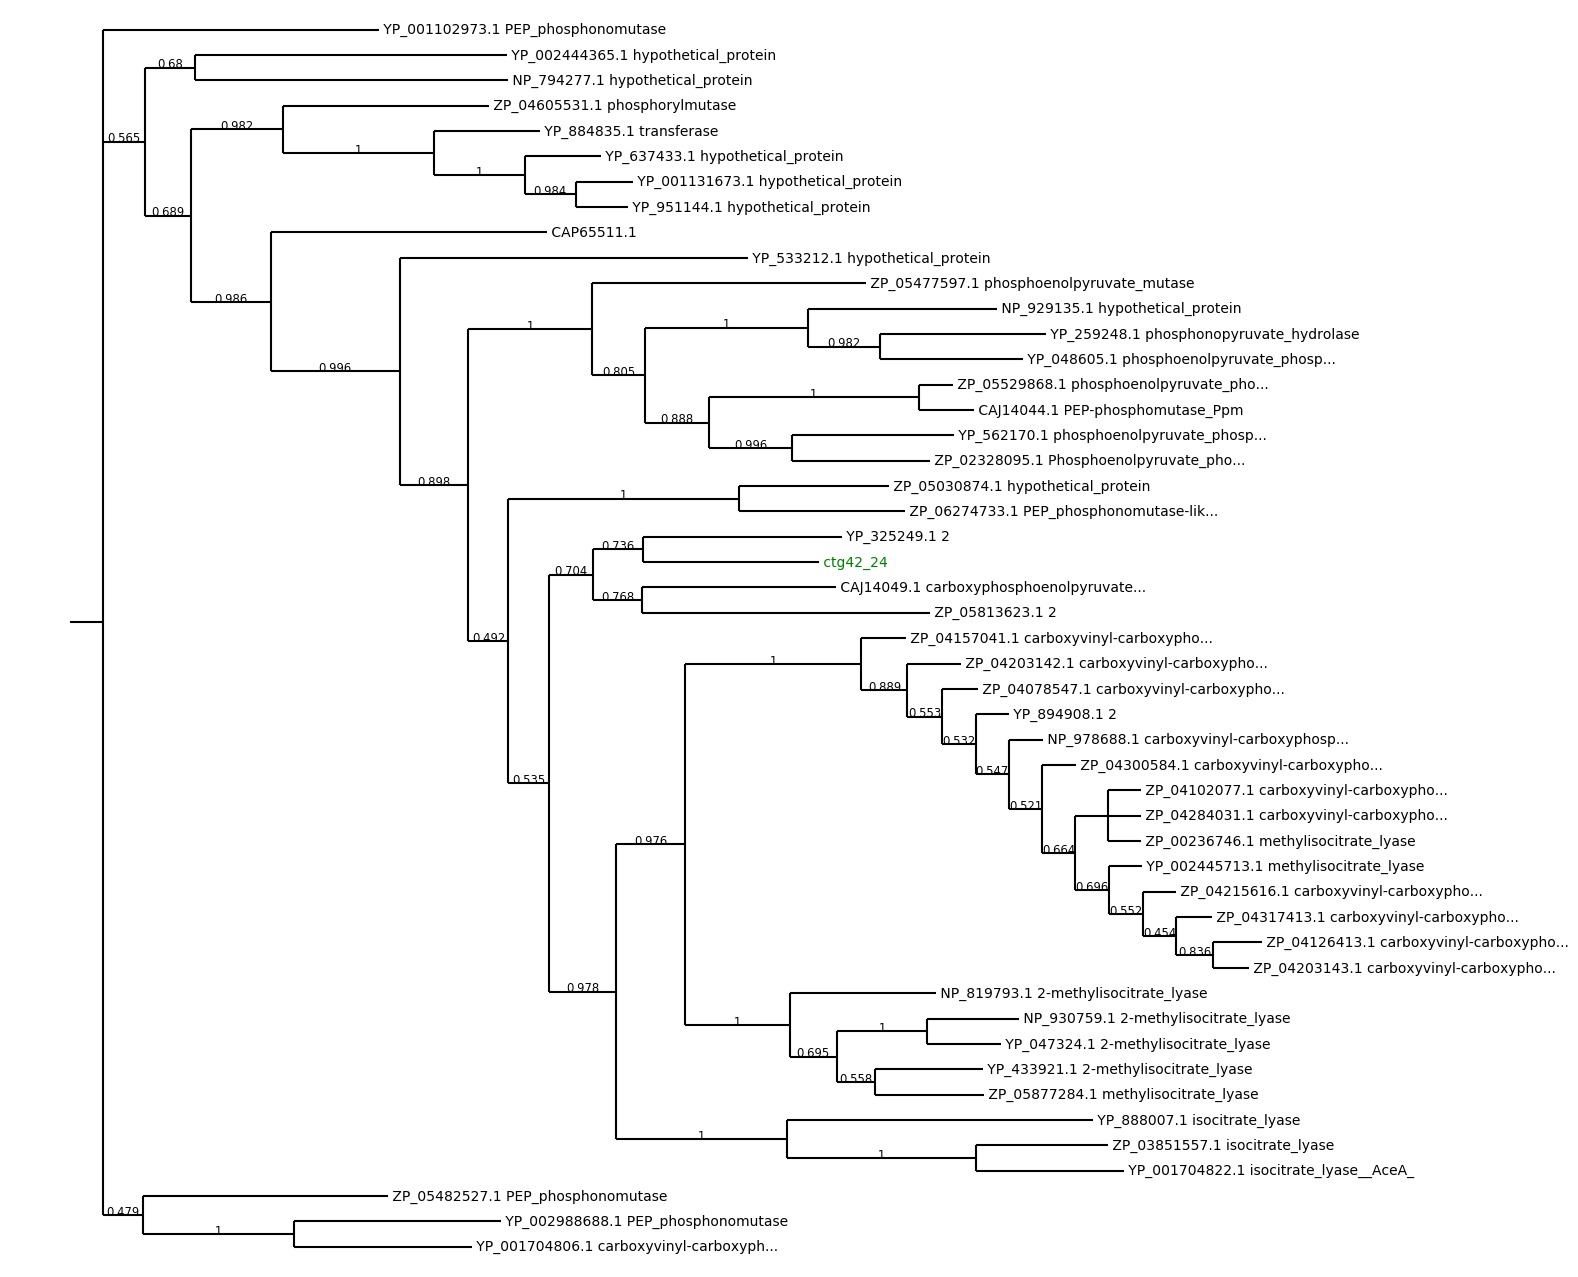 YP_001102973.1 PEP_phosphonomutase
YP_002444365.1 hypothetical_protein
0.68
NP_794277.1 hypothetical_protein
ZP_04605531.1 phosphorylmutase
0.982
YP_884835.1 transferase
0.565
1
YP_637433.1 hypothetical_protein
1
YP_001131673.1 hypothetical_protein
0.984
YP_951144.1 hypothetical_protein
0.689
CAP65511.1
YP_533212.1 hypothetical_protein
ZP_05477597.1 phosphoenolpyruvate_mutase
0.986
NP_929135.1 hypothetical_protein
1
1
YP_259248.1 phosphonopyruvate_hydrolase
0.982
YP_048605.1 phosphoenolpyruvate_phosp...
0.996
0.805
ZP_05529868.1 phosphoenolpyruvate_pho...
1
CAJ14044.1 PEP-phosphomutase_Ppm
0.888
YP_562170.1 phosphoenolpyruvate_phosp...
0.996
ZP_02328095.1 Phosphoenolpyruvate_pho...
0.898
ZP_05030874.1 hypothetical_protein
1
ZP_06274733.1 PEP_phosphonomutase-lik...
YP_325249.1 2
0.736
ctg42_24
0.704
CAJ14049.1 carboxyphosphoenolpyruvate...
0.768
ZP_05813623.1 2
0.492
ZP_04157041.1 carboxyvinyl-carboxypho...
1
ZP_04203142.1 carboxyvinyl-carboxypho...
0.889
ZP_04078547.1 carboxyvinyl-carboxypho...
0.553
YP_894908.1 2
0.532
NP_978688.1 carboxyvinyl-carboxyphosp...
0.547
ZP_04300584.1 carboxyvinyl-carboxypho...
0.535
ZP_04102077.1 carboxyvinyl-carboxypho...
0.521
ZP_04284031.1 carboxyvinyl-carboxypho...
0.976
ZP_00236746.1 methylisocitrate_lyase
0.664
YP_002445713.1 methylisocitrate_lyase
0.696
ZP_04215616.1 carboxyvinyl-carboxypho...
0.552
ZP_04317413.1 carboxyvinyl-carboxypho...
0.454
ZP_04126413.1 carboxyvinyl-carboxypho...
0.836
ZP_04203143.1 carboxyvinyl-carboxypho...
0.978
NP_819793.1 2-methylisocitrate_lyase
1
NP_930759.1 2-methylisocitrate_lyase
1
YP_047324.1 2-methylisocitrate_lyase
0.695
YP_433921.1 2-methylisocitrate_lyase
0.558
ZP_05877284.1 methylisocitrate_lyase
YP_888007.1 isocitrate_lyase
1
ZP_03851557.1 isocitrate_lyase
1
YP_001704822.1 isocitrate_lyase__AceA_
ZP_05482527.1 PEP_phosphonomutase
0.479
YP_002988688.1 PEP_phosphonomutase
1
YP_001704806.1 carboxyvinyl-carboxyph...